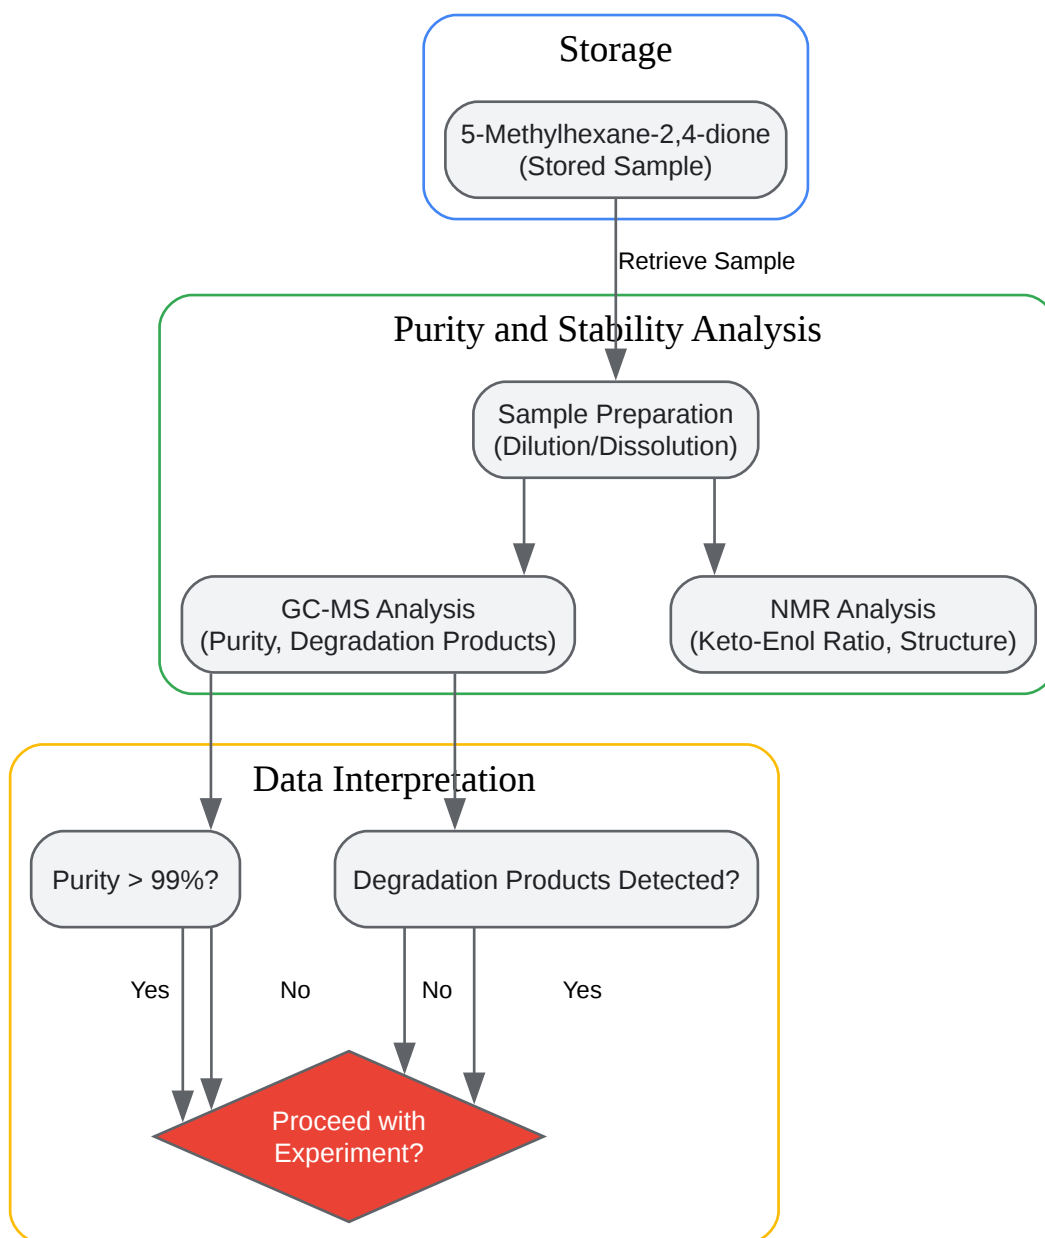 Storage
5-Methylhexane-2,4-dione
(Stored Sample)
Retrieve Sample
Purity and Stability Analysis
Sample Preparation
(Dilution/Dissolution)
GC-MS Analysis
(Purity, Degradation Products)
NMR Analysis
(Keto-Enol Ratio, Structure)
Data Interpretation
Purity > 99%?
Degradation Products Detected?
Yes
No
No
Yes
Proceed with
Experiment?